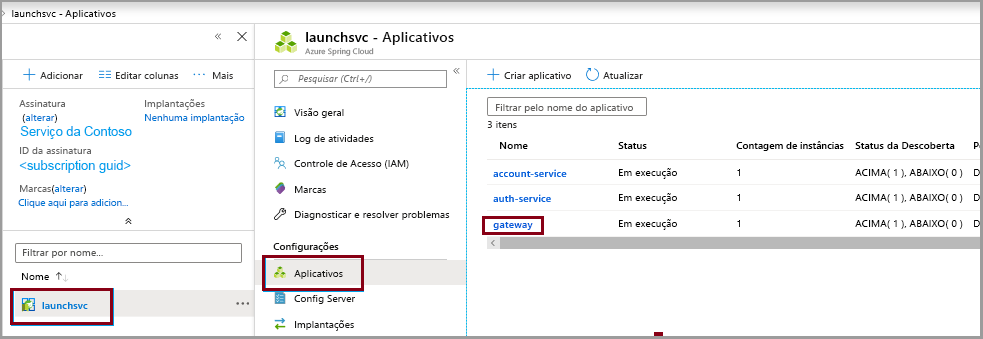 launchsvc - Aplicativos
Adicionar Editar colunas Mais
Assinatura Implantações
(alterar) Nenhuma implantação
Serviço da Contoso
ID da assinatura
<subscription guid>
Marcas(alterar)
Clique aqui para adicion...
Filtrar por nome...
Nome
launchsvc
launchsvc - Aplicativos
Azure Spring Cloud
Pesquisar (Ctrl+/)
Visão geral
Log de atividades
Controle de Acesso (IAM)
Marcas
Diagnosticar e resolver problemas
Configurações
Aplicativos
Config Server
Implantações
Criar aplicativo Atualizar
Filtrar pelo nome do aplicativo
3 itens
Nome Status Contagem de instâncias Status da Descoberta
account-service Em execução 1 ACIMA( 1 ), ABAIXO( 0 ) D
auth-service Em execução 1 ACIMA( 1 ), ABAIXO( 0 ) D
gateway Em execução 1 ACIMA( 1 ), ABAIXO( 0 ) D